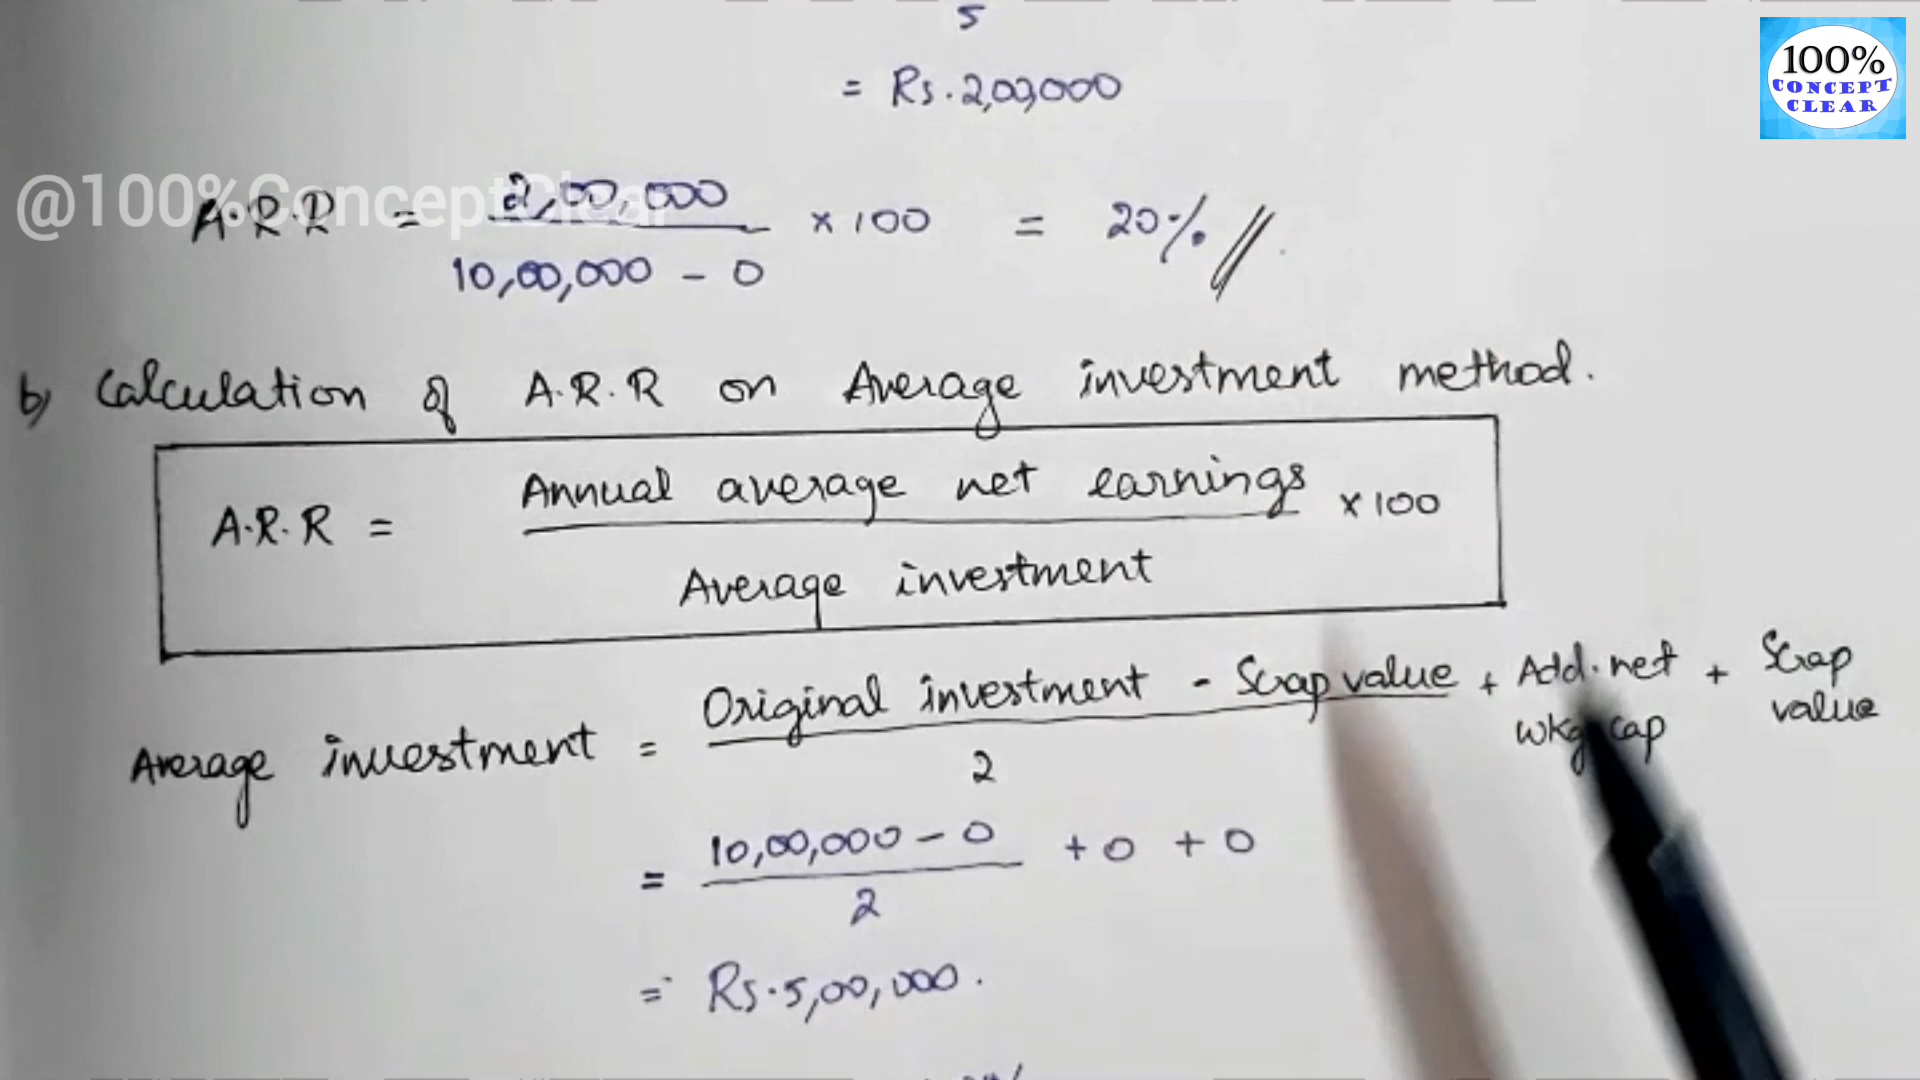 5
= Rs. 2,00,000
100%
CONCEPT
CLEAR
@100%ConceptClear
A.R.R = 2,00,000 / 10,00,000 - 0 × 100 = 20% //
b) Calculation of A.R.R on Average investment method.
A.R.R = Annual average net earnings / Average investment × 100
Average investment = Original investment - Scrap value / 2 + Add. net wkg cap + Scrap value
= 10,00,000 - 0 / 2 + 0 + 0
= Rs. 5,00,000.